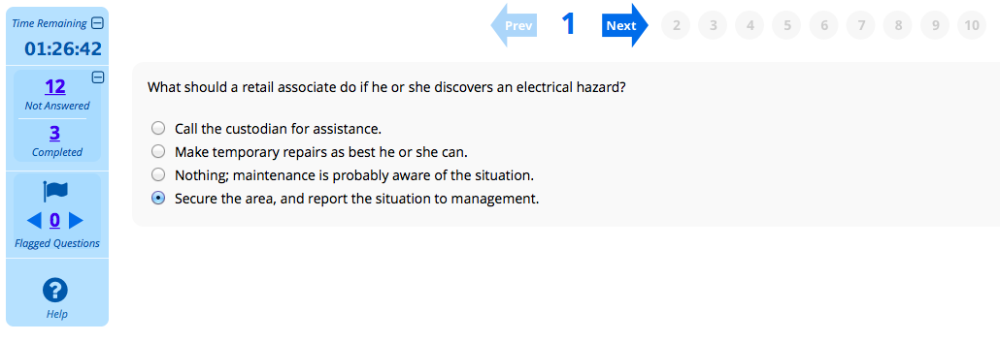 Time Remaining
01:26:42
12
Not Answered
3
Completed
0
Flagged Questions
?
Help
Prev 1 Next 2 3 4 5 6 7 8 9 10
What should a retail associate do if he or she discovers an electrical hazard?
Call the custodian for assistance.
Make temporary repairs as best he or she can.
Nothing; maintenance is probably aware of the situation.
Secure the area, and report the situation to management.